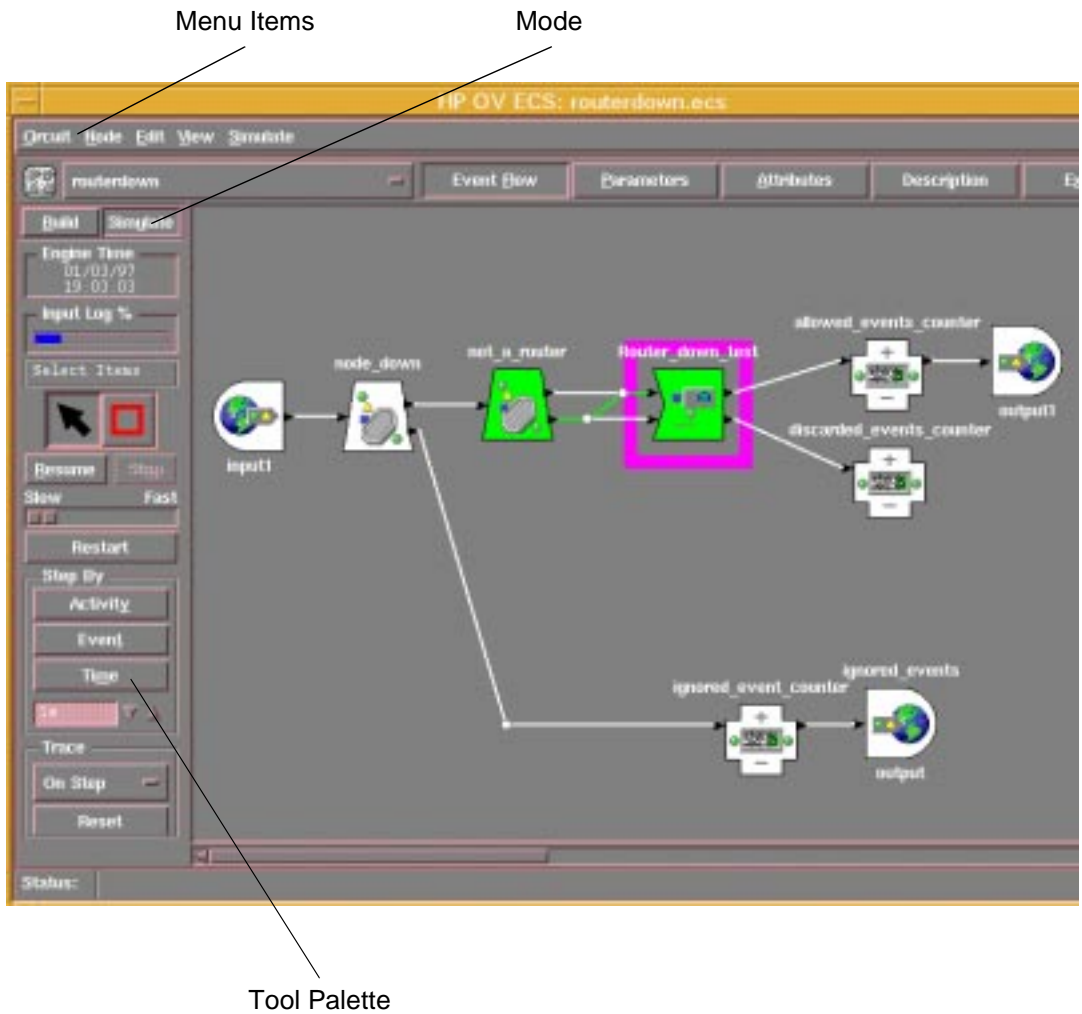 Menu Items
Mode
HP OV ECS: routerdown.ecs
Circuit Node Edit View Simulate
routerdown
Event Flow
Parameters
Attributes
Description
Build
Simulate
Engine Time
01/03/97
19 03 03
Input Log %
Select Items
Resume
Stop
Slow
Fast
Restart
Step By
Activity
Event
Time
Trace
On Step
Reset
Status:
input1
node_down
not_a_router
Router_down_test
allowed_events_counter
output1
discarded_events_counter
ignored_event_counter
ignored_events
output
Tool Palette